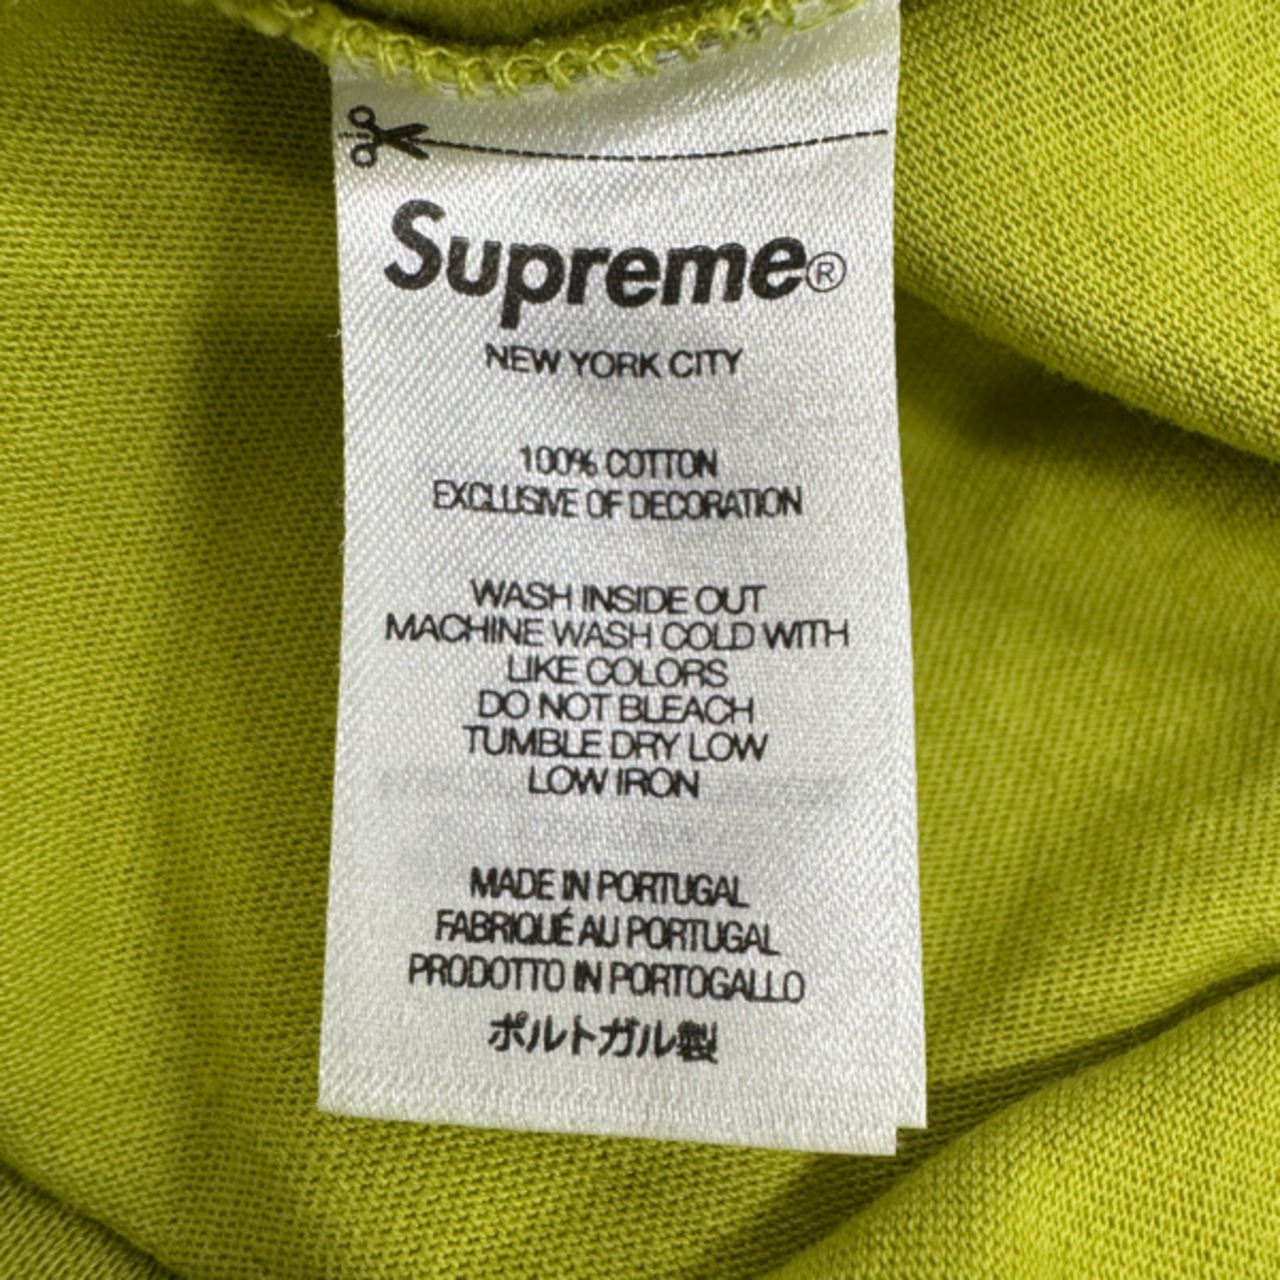 Supreme®
NEW YORK CITY
100% COTTON
EXCLUSIVE OF DECORATION
WASH INSIDE OUT
MACHINE WASH COLD WITH
LIKE COLORS
DO NOT BLEACH
TUMBLE DRY LOW
LOW IRON
MADE IN PORTUGAL
FABRIQUÉ AU PORTUGAL
PRODOTTO IN PORTOGALLO
ポルトガル製